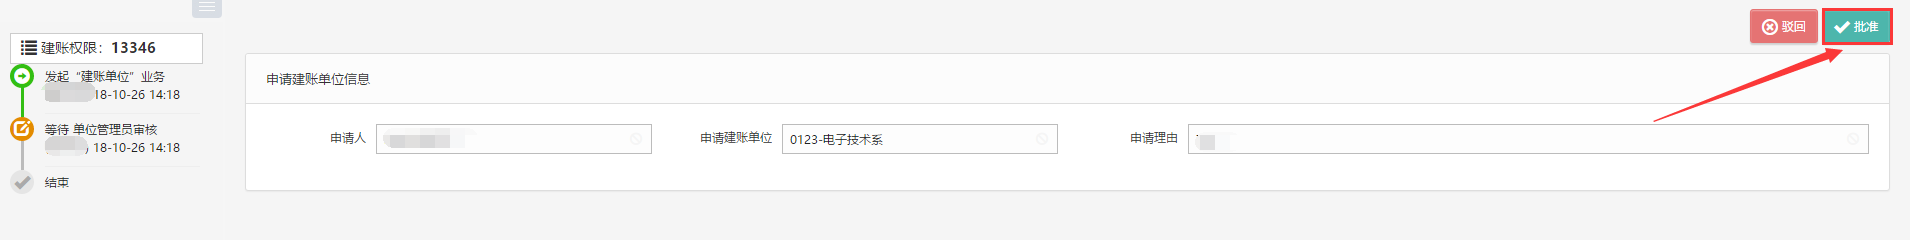 驳回
批准
建账权限：13346
发起“建账单位”业务
18-10-26 14:18
等待 单位管理员审核
18-10-26 14:18
结束
申请建账单位信息
申请人
申请建账单位
0123-电子技术系
申请理由